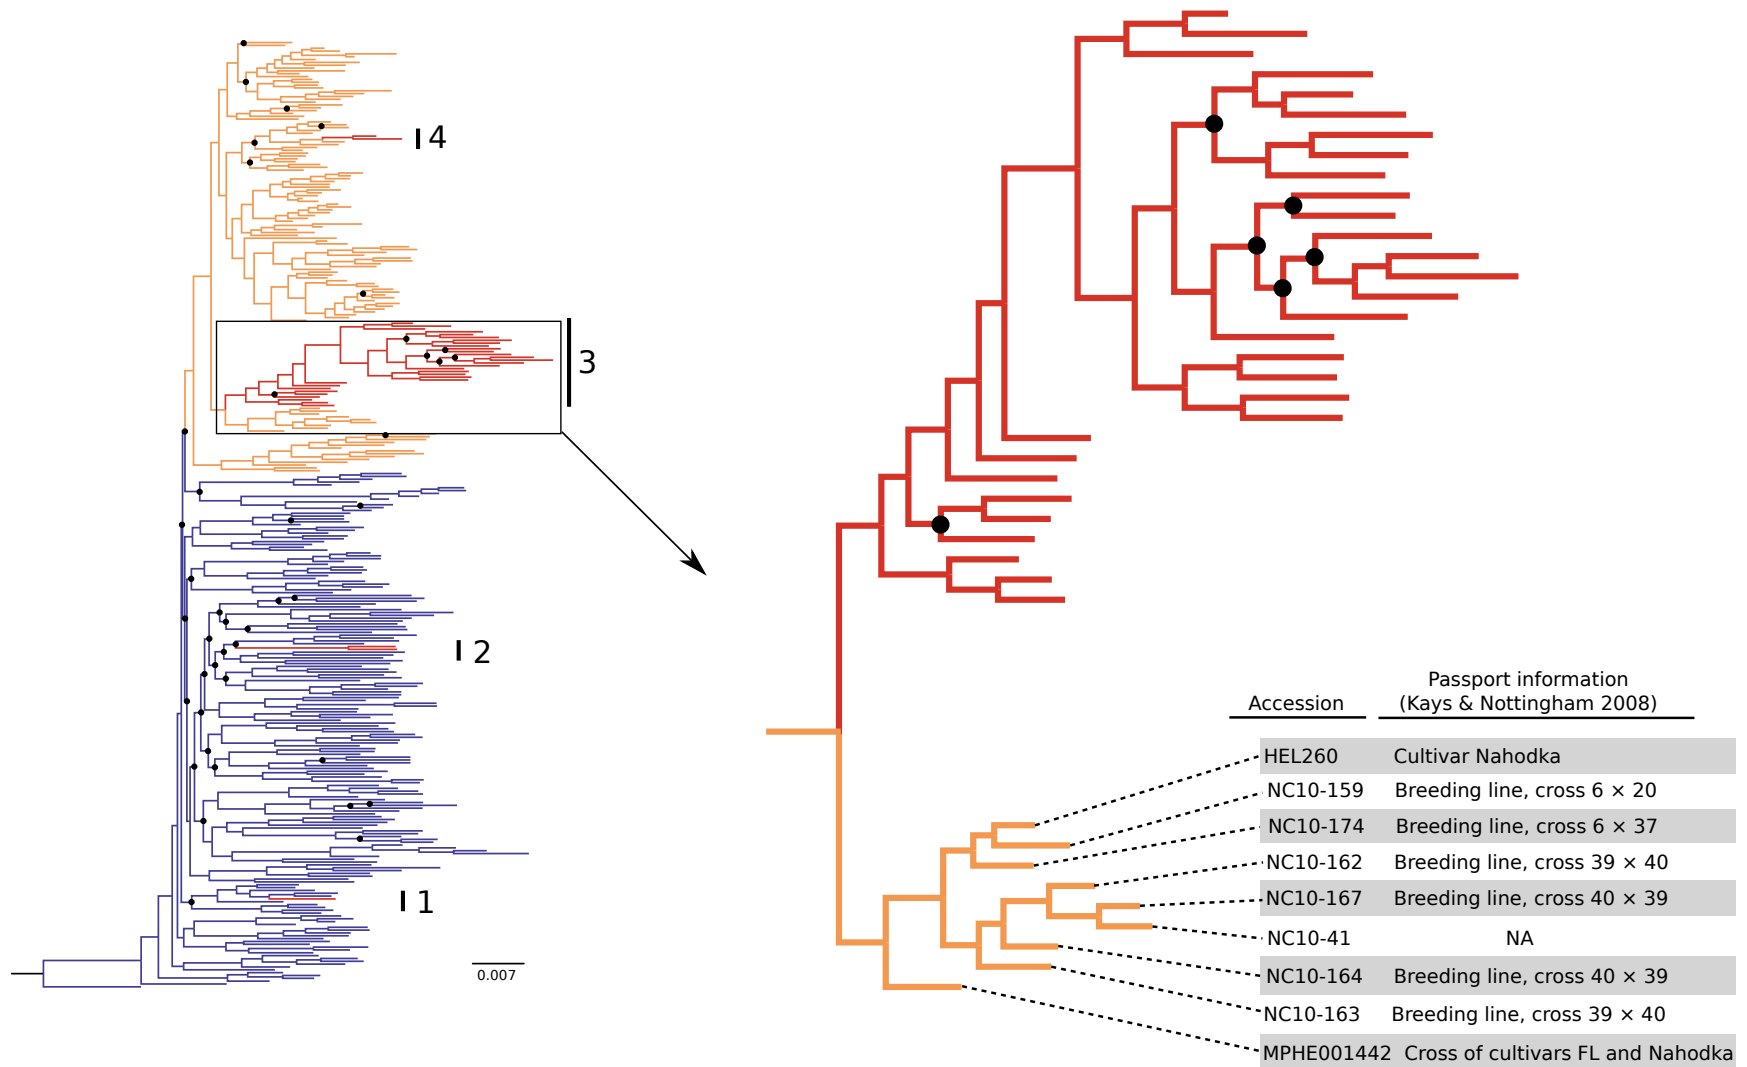 4
3
2
1
0.007
Passport information
Accession (Kays & Nottingham 2008)
HEL260 Cultivar Nahodka
NC10-159 Breeding line, cross 6 × 20
NC10-174 Breeding line, cross 6 × 37
NC10-162 Breeding line, cross 39 × 40
NC10-167 Breeding line, cross 40 × 39
NC10-41 NA
NC10-164 Breeding line, cross 40 × 39
NC10-163 Breeding line, cross 39 × 40
MPHE001442 Cross of cultivars FL and Nahodka